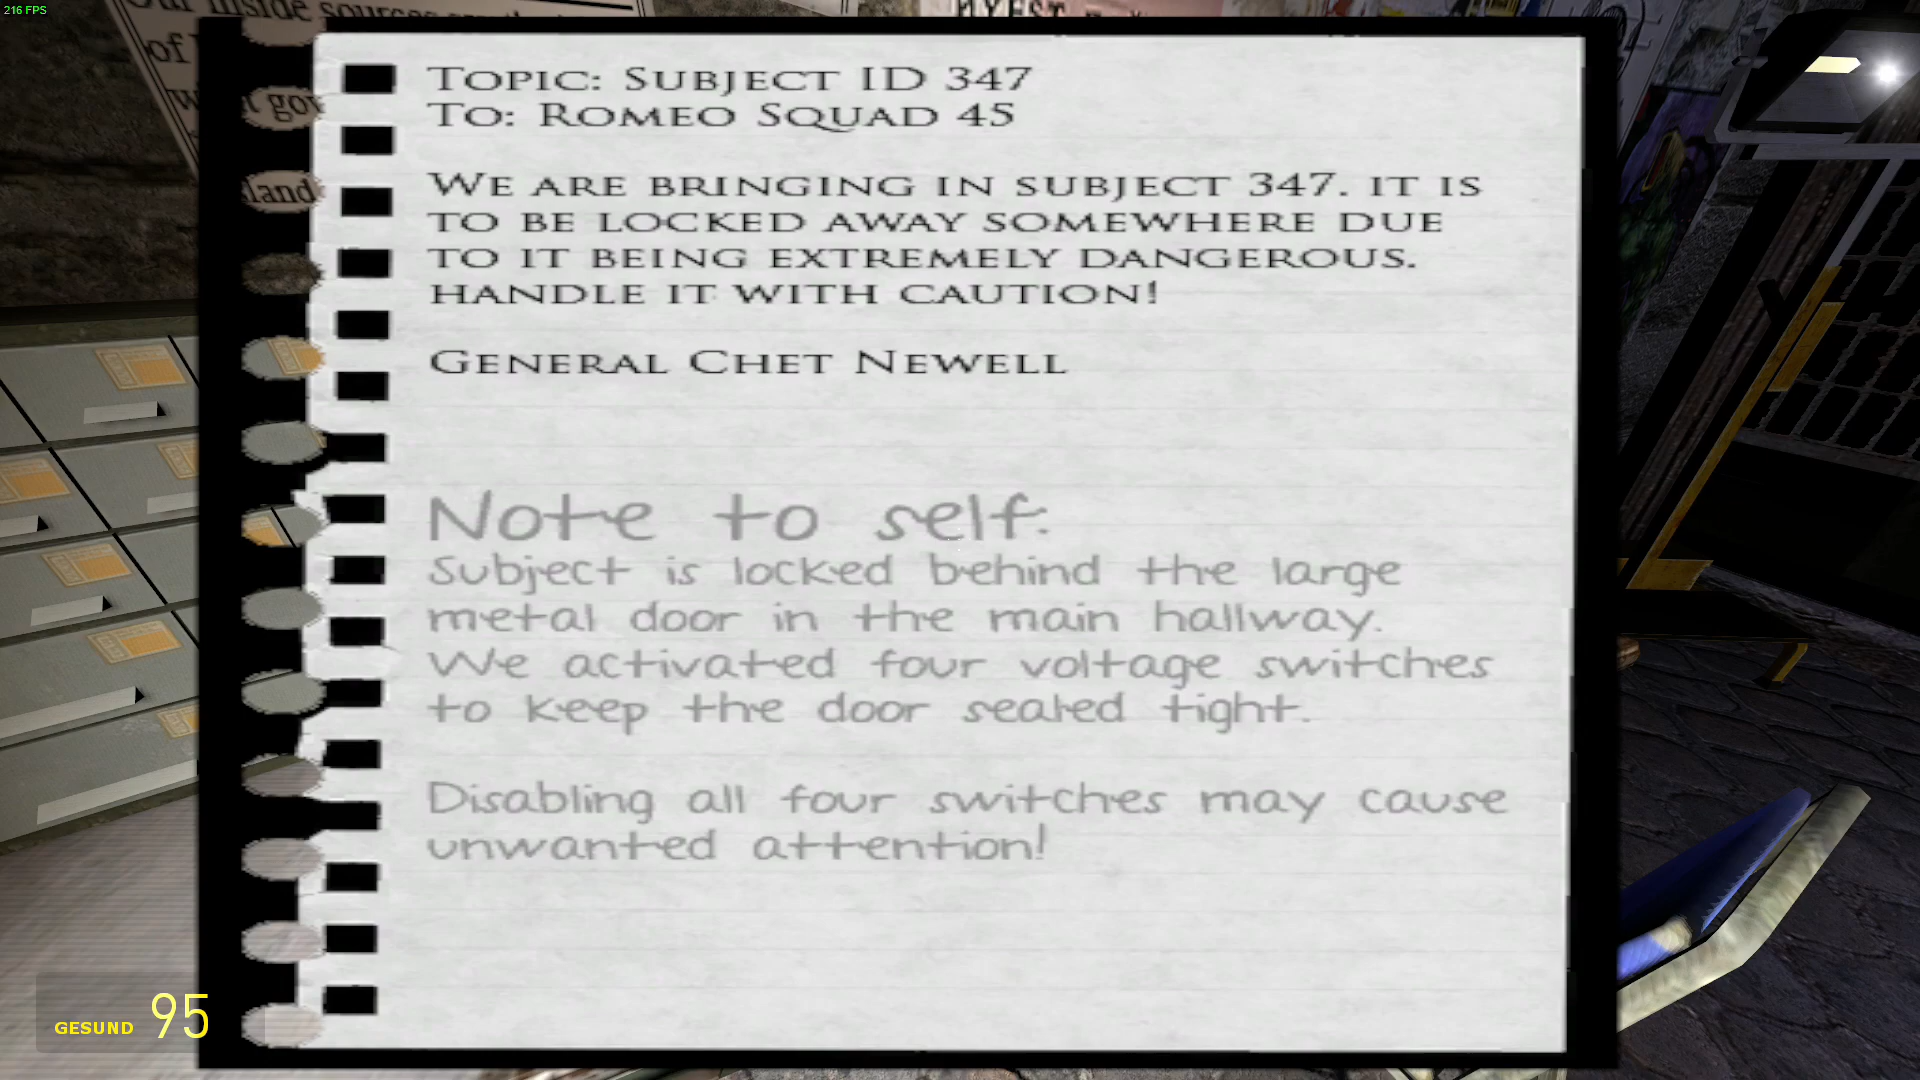 216 FPS
of
got
land
TOPIC: SUBJECT ID 347
TO: ROMEO SQUAD 45
WE ARE BRINGING IN SUBJECT 347. IT IS
TO BE LOCKED AWAY SOMEWHERE DUE
TO IT BEING EXTREMELY DANGEROUS.
HANDLE IT WITH CAUTION!
GENERAL CHET NEWELL
Note to self:
Subject is locked behind the large
metal door in the main hallway.
We activated four voltage switches
to keep the door sealed tight.
Disabling all four switches may cause
unwanted attention!
GESUND 95